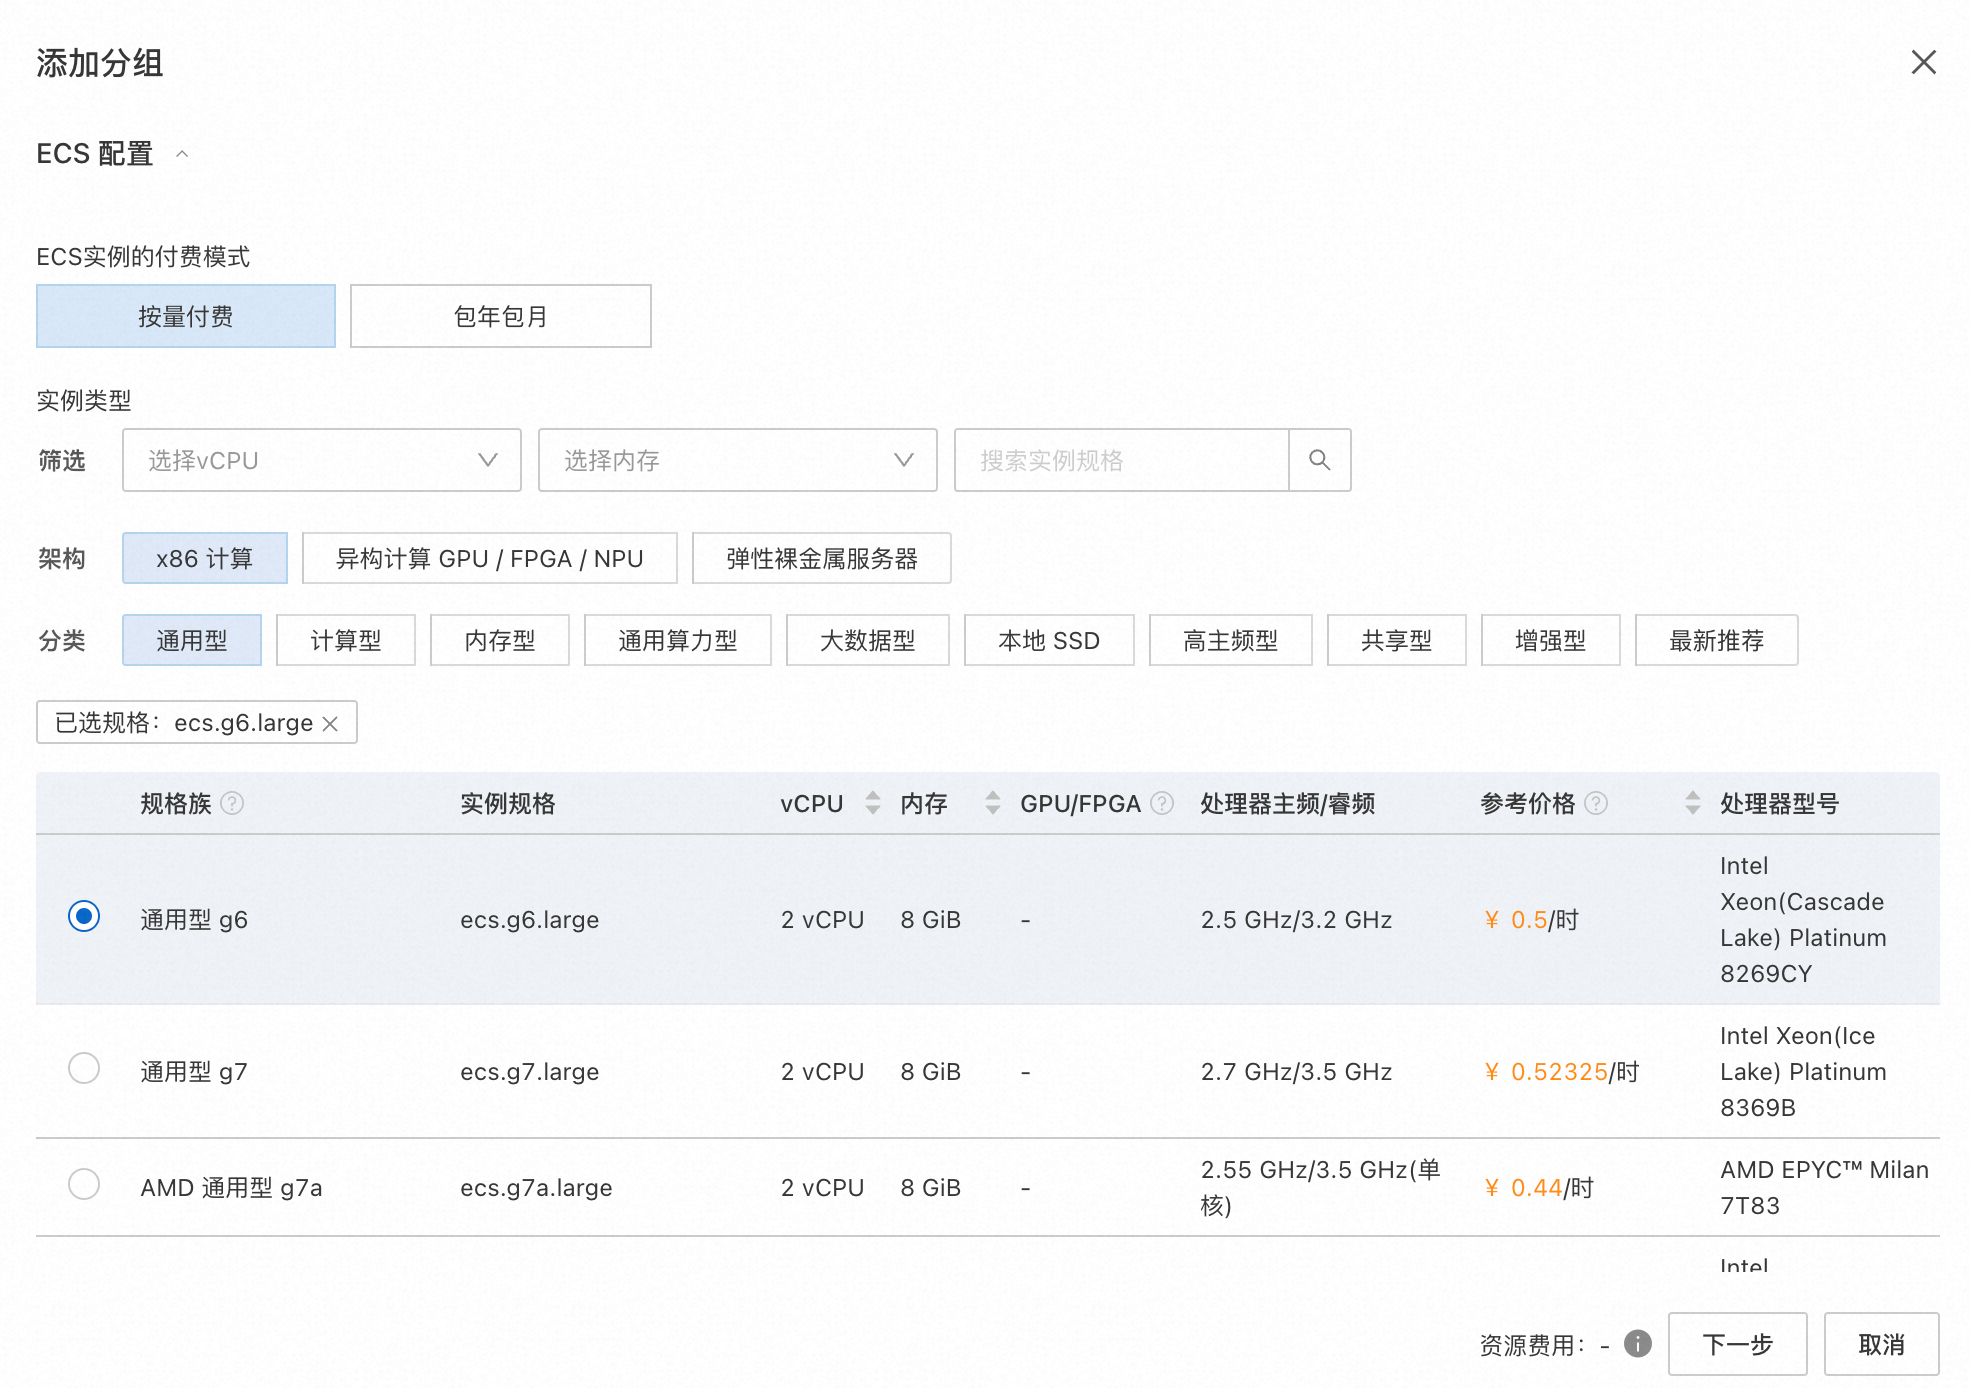 添加分组
ECS 配置
ECS实例的付费模式
按量付费 包年包月
实例类型
筛选 选择vCPU 选择内存 搜索实例规格
架构 x86 计算 异构计算 GPU / FPGA / NPU 弹性裸金属服务器
分类 通用型 计算型 内存型 通用算力型 大数据型 本地 SSD 高主频型 共享型 增强型 最新推荐
已选规格：ecs.g6.large
规格族 实例规格 vCPU 内存 GPU/FPGA 处理器主频/睿频 参考价格 处理器型号
通用型 g6 ecs.g6.large 2 vCPU 8 GiB - 2.5 GHz/3.2 GHz ¥ 0.5/时 Intel
Xeon(Cascade
Lake) Platinum
8269CY
通用型 g7 ecs.g7.large 2 vCPU 8 GiB - 2.7 GHz/3.5 GHz ¥ 0.52325/时 Intel Xeon(Ice
Lake) Platinum
8369B
AMD 通用型 g7a ecs.g7a.large 2 vCPU 8 GiB - 2.55 GHz/3.5 GHz(单
核) ¥ 0.44/时 AMD EPYC™ Milan
7T83
Intel
资源费用：- 下一步 取消